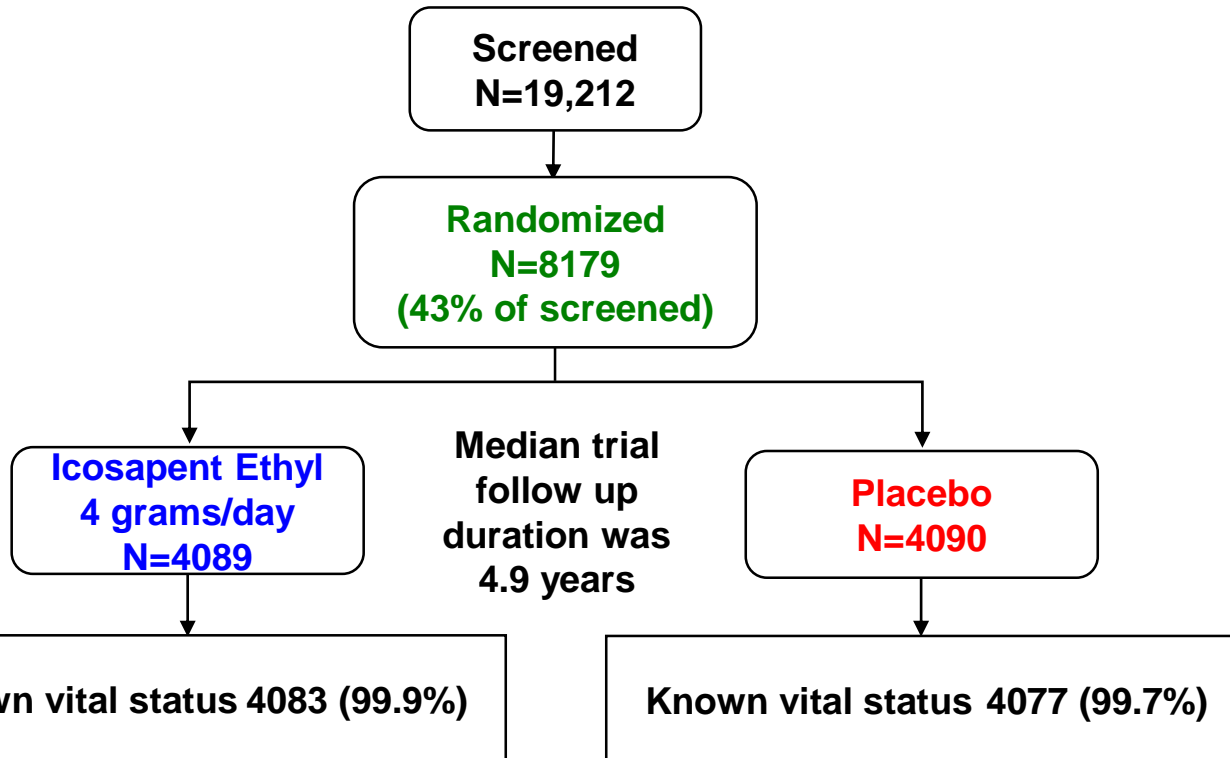 Screened
N=19,212
Randomized
N=8179
(43% of screened)
Icosapent Ethyl
4 grams/day
N=4089
Median trial
follow up
duration was
4.9 years
Placebo
N=4090
wn vital status 4083 (99.9%)
Known vital status 4077 (99.7%)